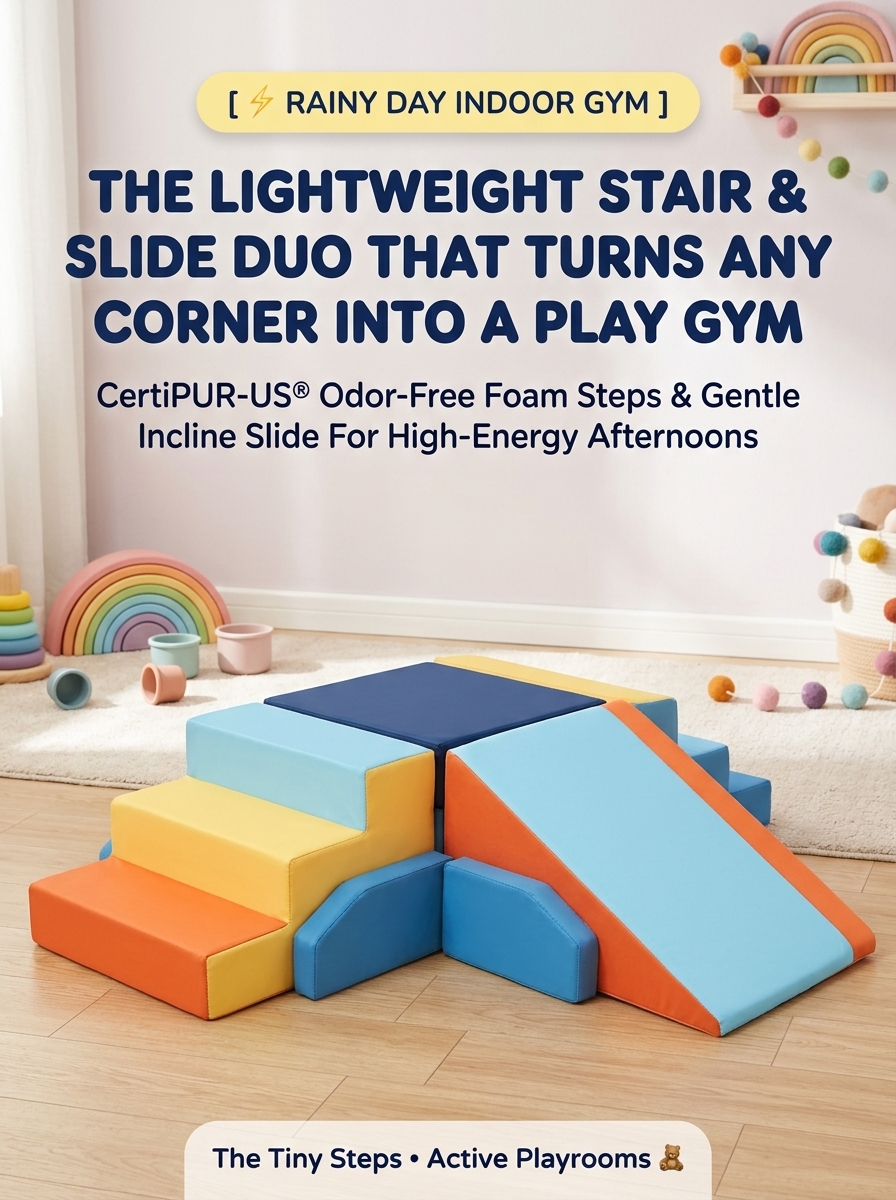 [ ⚡ RAINY DAY INDOOR GYM ]
THE LIGHTWEIGHT STAIR &
SLIDE DUO THAT TURNS ANY
CORNER INTO A PLAY GYM
CertiPUR-US® Odor-Free Foam Steps & Gentle
Incline Slide For High-Energy Afternoons
The Tiny Steps • Active Playrooms 🧸